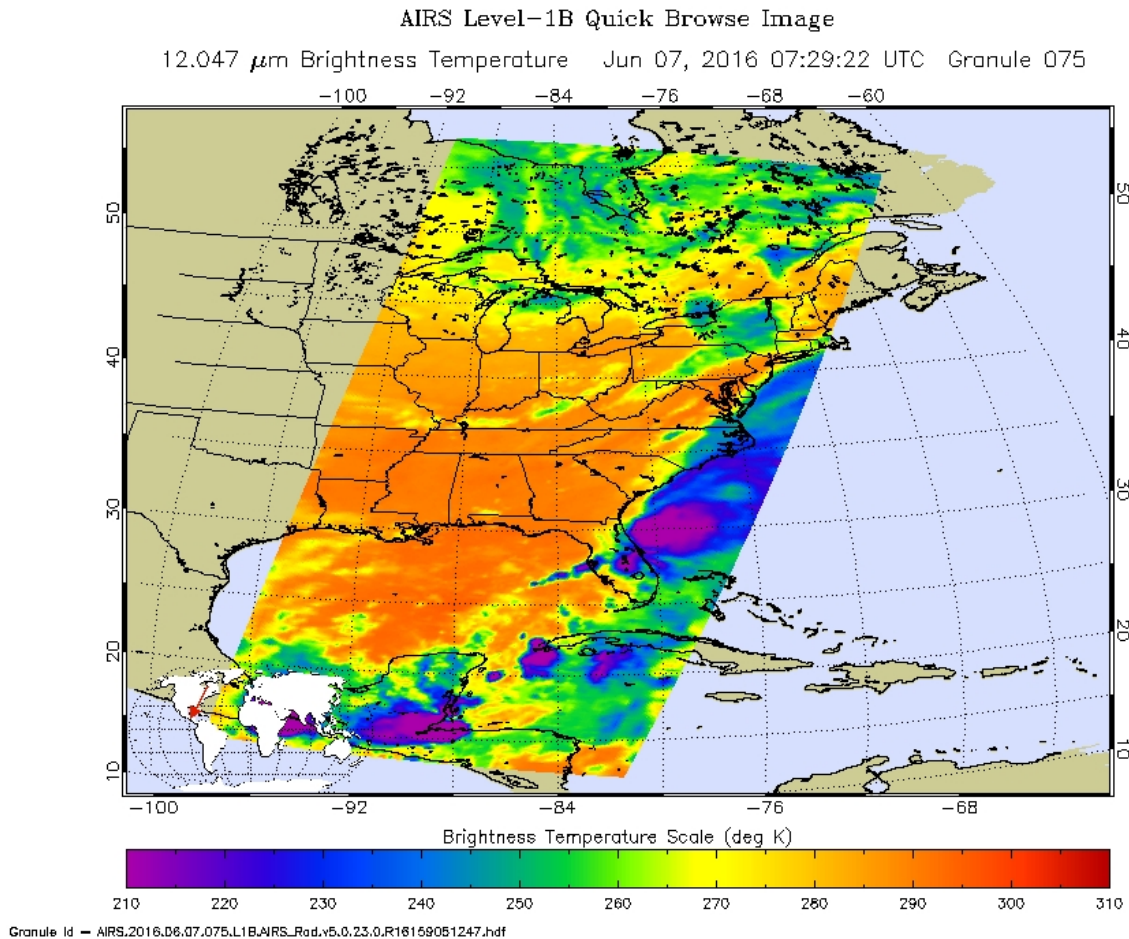 AIRS Level-1B Quick Browse Image
12.047 μm Brightness Temperature Jun 07, 2016 07:29:22 UTC Granule 075
-100 -92 -84 -76 -68 -60
50 50
40 40
30 30
20 20
10 10
-100 -92 -84 -76 -68
Brightness Temperature Scale (deg K)
210 220 230 240 250 260 270 280 290 300 310
Granule Id - AIRS.2016.06.07.075.L1B.AIRS_Rad.v5.0.23.0.R16159051247.hdf